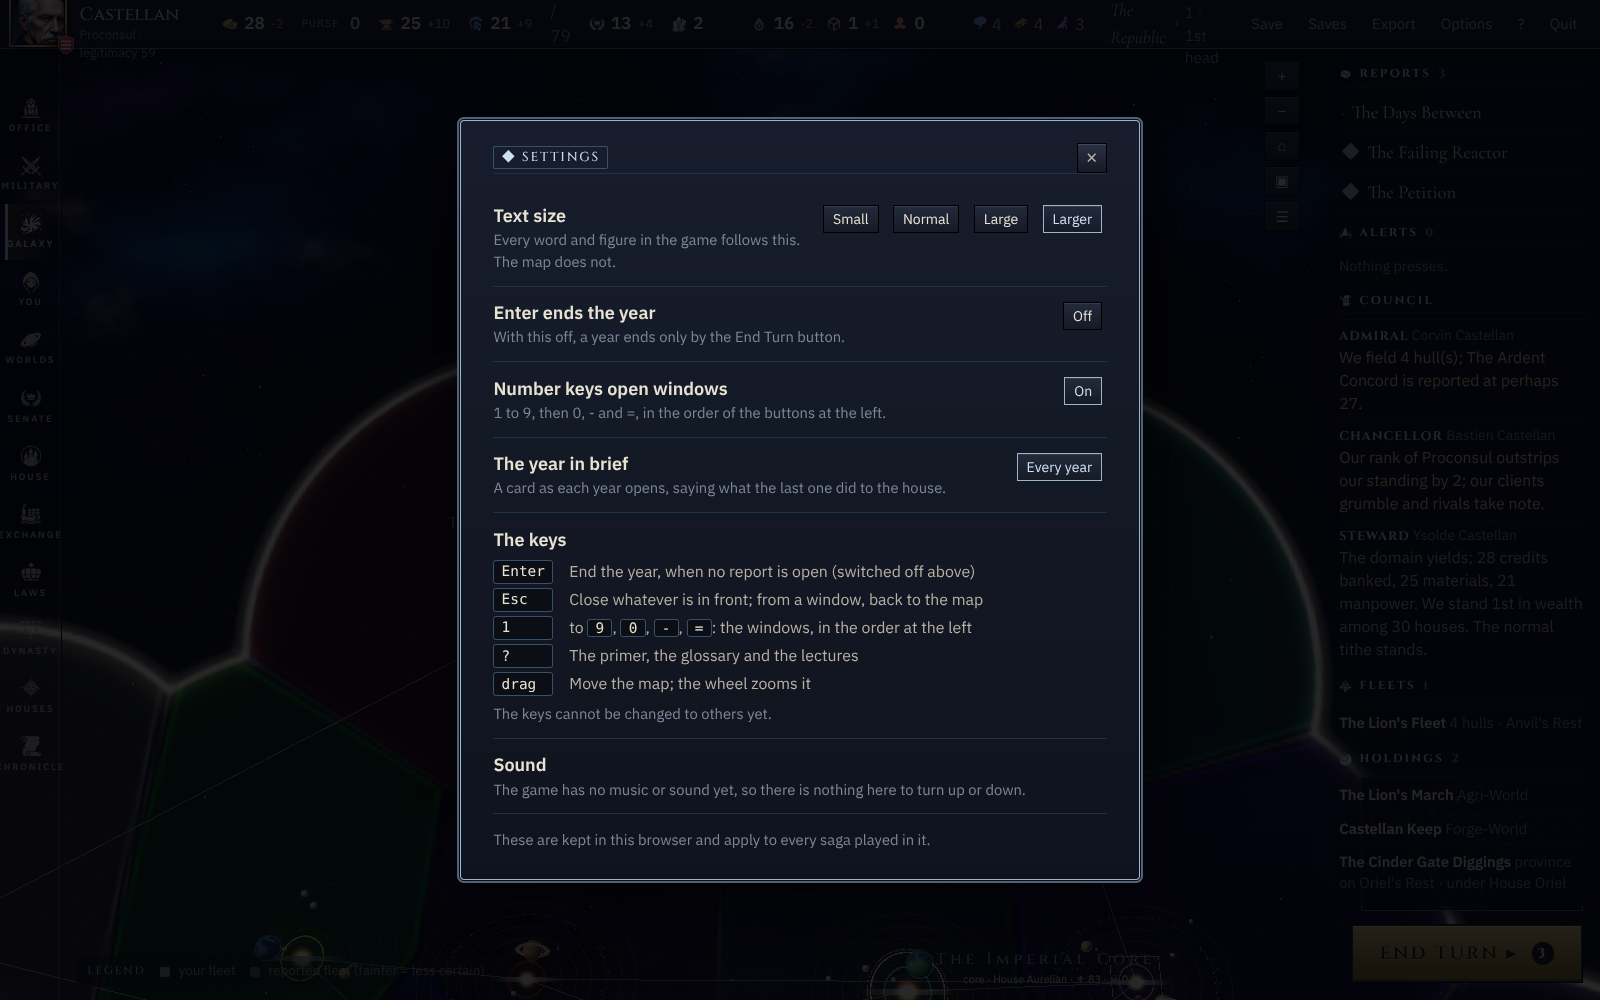 CASTELLAN
Proconsul ·
legitimacy 59
28 -2 PURSE 0 25 +10 21 +9 / 79 13 +4 2 16 -2 1 +1 0 4 4 3
The Republic
1 - 1st head
Save Saves Export Options ? Quit
OFFICE
MILITARY
GALAXY
YOU
WORLDS
SENATE
HOUSE
EXCHANGE
LAWS
DYNASTY
HOUSES
CHRONICLE
SETTINGS
×
Text size
Small Normal Large Larger
Every word and figure in the game follows this.
The map does not.
Enter ends the year
Off
With this off, a year ends only by the End Turn button.
Number keys open windows
On
1 to 9, then 0, - and =, in the order of the buttons at the left.
The year in brief
Every year
A card as each year opens, saying what the last one did to the house.
The keys
Enter End the year, when no report is open (switched off above)
Esc Close whatever is in front; from a window, back to the map
1 to 9, 0, -, =: the windows, in the order at the left
? The primer, the glossary and the lectures
drag Move the map; the wheel zooms it
The keys cannot be changed to others yet.
Sound
The game has no music or sound yet, so there is nothing here to turn up or down.
These are kept in this browser and apply to every saga played in it.
REPORTS 3
· The Days Between
The Failing Reactor
The Petition
ALERTS 0
Nothing presses.
COUNCIL
ADMIRAL Corvin Castellan
We field 4 hull(s); The Ardent
Concord is reported at perhaps
27.
CHANCELLOR Bastien Castellan
Our rank of Proconsul outstrips
our standing by 2; our clients
grumble and rivals take note.
STEWARD Ysolde Castellan
The domain yields; 28 credits
banked, 25 materials, 21
manpower. We stand 1st in wealth
among 30 houses. The normal
tithe stands.
FLEETS 1
The Lion's Fleet 4 hulls · Anvil's Rest
HOLDINGS 2
The Lion's March Agri-World
Castellan Keep Forge-World
The Cinder Gate Diggings province
on Oriel's Rest · under House Oriel
END TURN ▸ 3
LEGEND your fleet reported fleet (fainter = less certain)
THE IMPERIAL CORE
core · House Aurelian · 83 ·